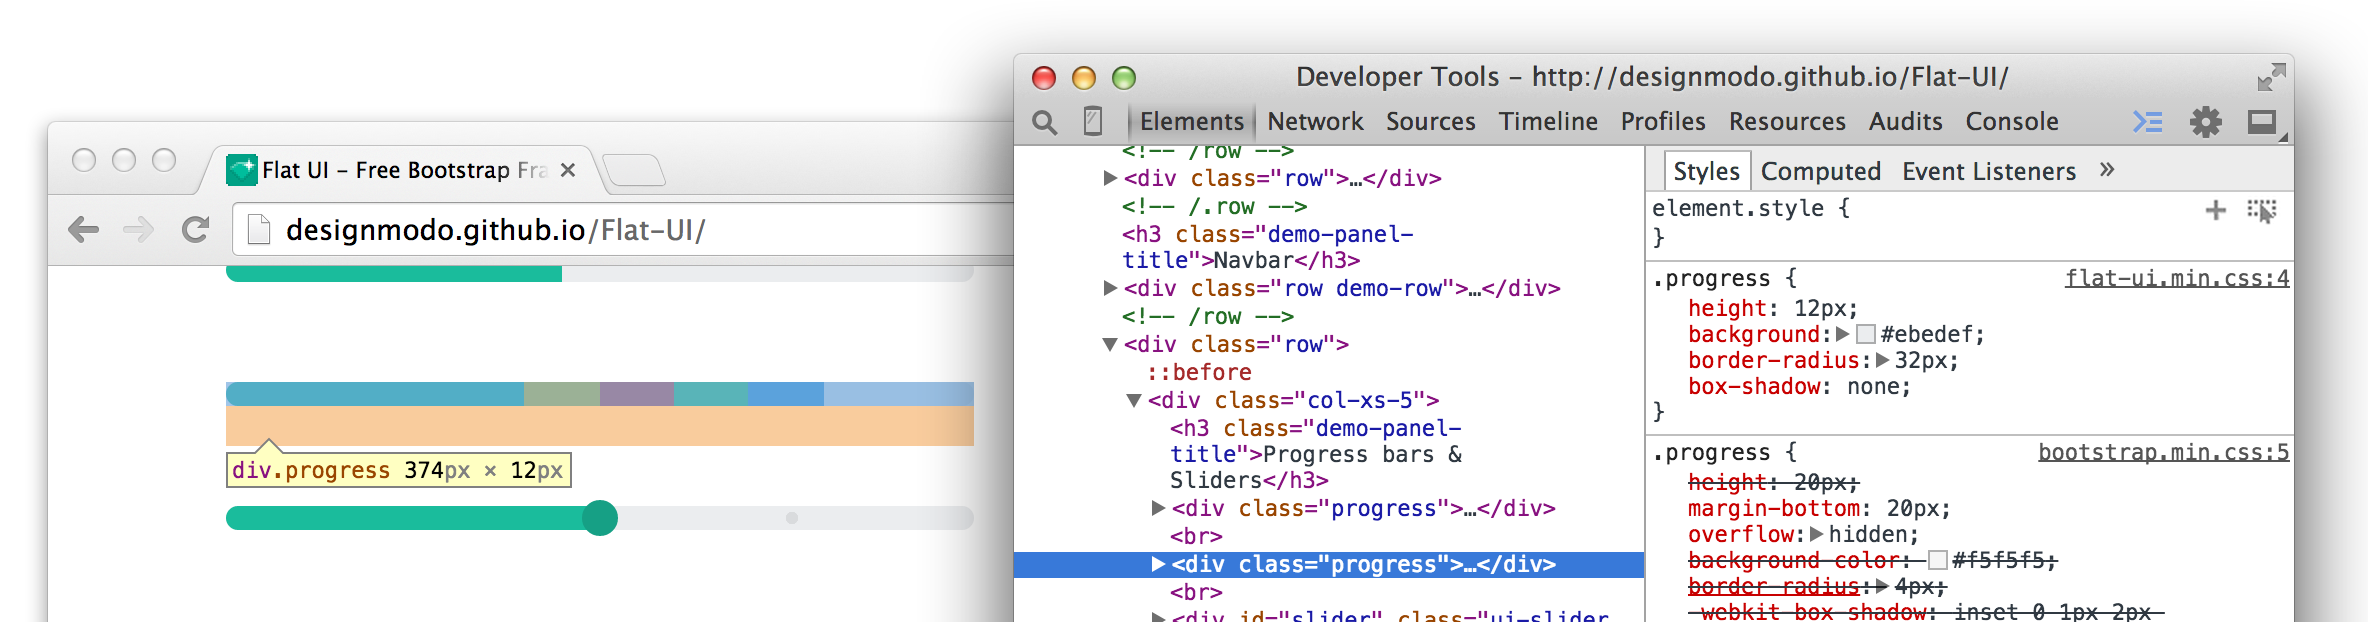 Flat UI – Free Bootstrap Fra
designmodo.github.io/Flat-UI/
div.progress 374px × 12px
Developer Tools – http://designmodo.github.io/Flat-UI/
Elements Network Sources Timeline Profiles Resources Audits Console
<!-- /row -->
<div class="row">…</div>
<!-- /.row -->
<h3 class="demo-panel-
title">Navbar</h3>
<div class="row demo-row">…</div>
<!-- /row -->
<div class="row">
::before
<div class="col-xs-5">
<h3 class="demo-panel-
title">Progress bars &
Sliders</h3>
<div class="progress">…</div>
<br>
<div class="progress">…</div>
<br>
<div id="slider" class="ui-slider
Styles Computed Event Listeners »
element.style {
}
.progress { flat-ui.min.css:4
height: 12px;
background: #ebedef;
border-radius: 32px;
box-shadow: none;
}
.progress { bootstrap.min.css:5
height: 20px;
margin-bottom: 20px;
overflow: hidden;
background-color: #f5f5f5;
border-radius: 4px;
-webkit-box-shadow: inset 0 1px 2px